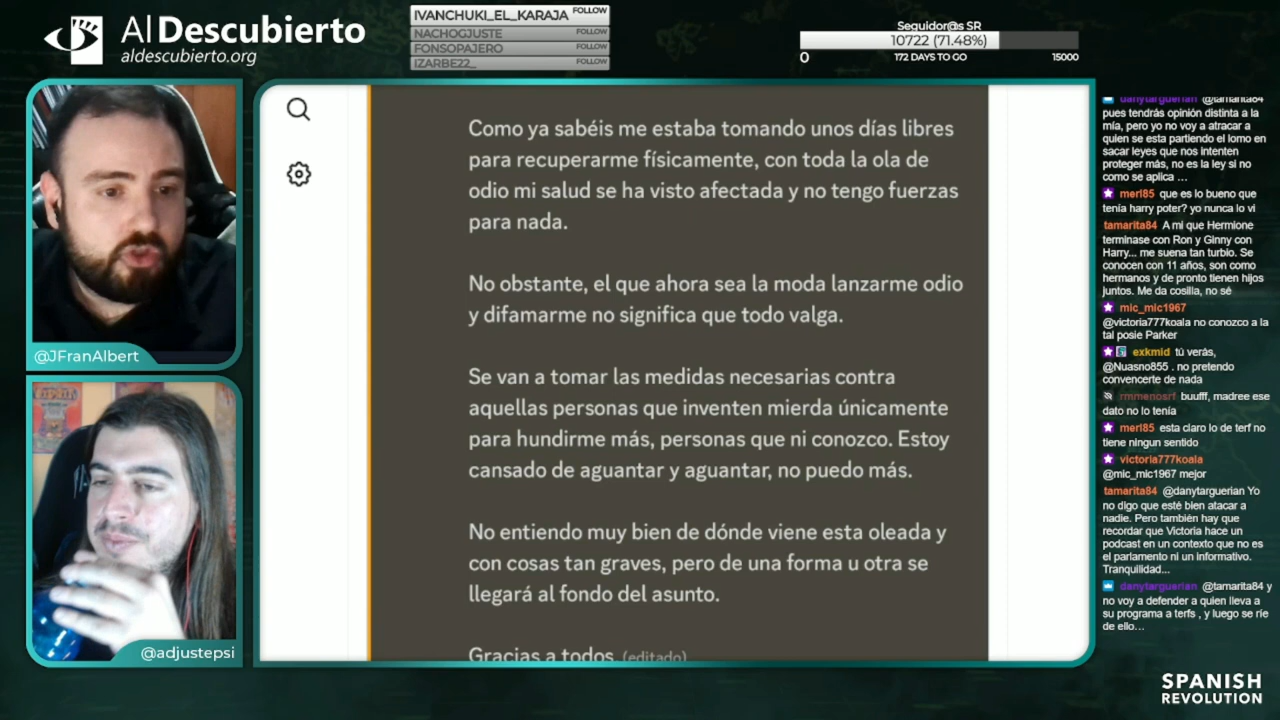 Al Descubierto
aldescubierto.org
IVANCHUKI_EL_KARAJA FOLLOW
NACHOGJUSTE FOLLOW
FONSOPAJERO FOLLOW
IZARBE22_ FOLLOW
Seguidor@s SR
10722 (71.48%)
0 172 DAYS TO GO 15000
@JFranAlbert
@adjustepsi
Como ya sabéis me estaba tomando unos días libres
para recuperarme físicamente, con toda la ola de
odio mi salud se ha visto afectada y no tengo fuerzas
para nada.
No obstante, el que ahora sea la moda lanzarme odio
y difamarme no significa que todo valga.
Se van a tomar las medidas necesarias contra
aquellas personas que inventen mierda únicamente
para hundirme más, personas que ni conozco. Estoy
cansado de aguantar y aguantar, no puedo más.
No entiendo muy bien de dónde viene esta oleada y
con cosas tan graves, pero de una forma u otra se
llegará al fondo del asunto.
Gracias a todos. (editado)
danytarguerian @tamarita84
pues tendrás opinión distinta a la
mía, pero yo no voy a atracar a
quien se esta partiendo el lomo en
sacar leyes que nos intenten
proteger más, no es la ley si no
como se aplica ...
merl85 que es lo bueno que
tenía harry poter? yo nunca lo vi
tamarita84 A mi que Hermione
terminase con Ron y Ginny con
Harry... me suena tan turbio. Se
conocen con 11 años, son como
hermanos y de pronto tienen hijos
juntos. Me da cosilla, no sé
mic_mic1967
@victoria777koala no conozco a la
tal posie Parker
exkmid tú verás,
@Nuasno855 . no pretendo
convencerte de nada
rmmenosrf buufff, madree ese
dato no lo tenía
merl85 esta claro lo de terf no
tiene ningun sentido
victoria777koala
@mic_mic1967 mejor
tamarita84 @danytarguerian Yo
no digo que esté bien atacar a
nadie. Pero también hay que
recordar que Victoria hace un
podcast en un contexto que no es
el parlamento ni un informativo.
Tranquilidad...
danytarguerian @tamarita84 y
no voy a defender a quien lleva a
su programa a terfs , y luego se ríe
de ello...
SPANISH
REVOLUTION